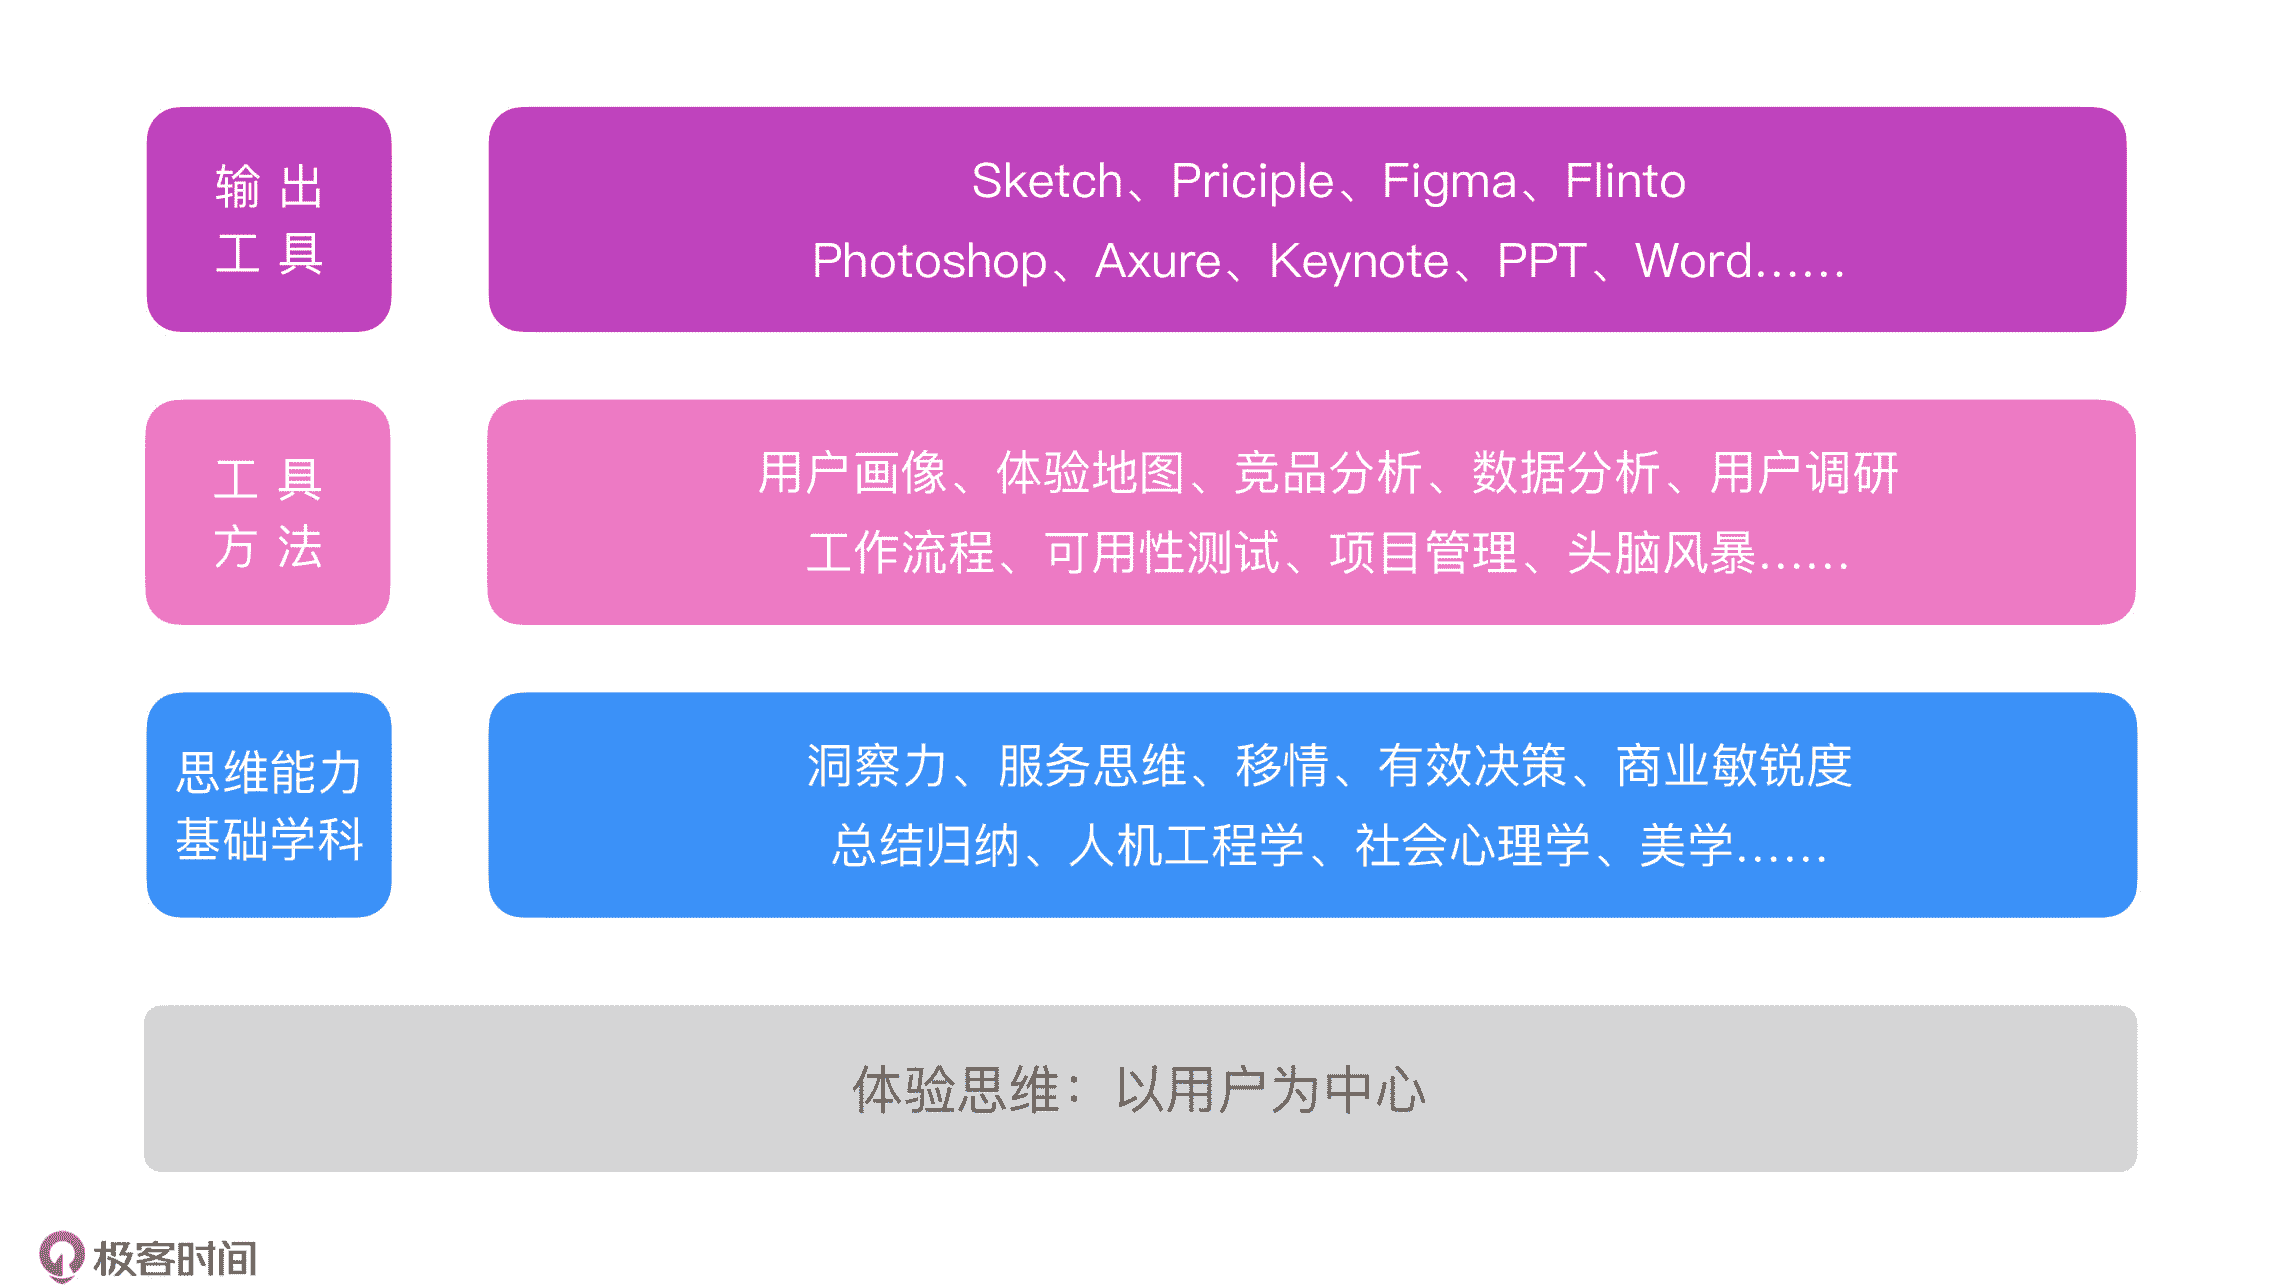 输出
工具
Sketch、Priciple、Figma、Flinto
Photoshop、Axure、Keynote、PPT、Word……
工具
方法
用户画像、体验地图、竞品分析、数据分析、用户调研
工作流程、可用性测试、项目管理、头脑风暴……
思维能力
基础学科
洞察力、服务思维、移情、有效决策、商业敏锐度
总结归纳、人机工程学、社会心理学、美学……
体验思维：以用户为中心
极客时间